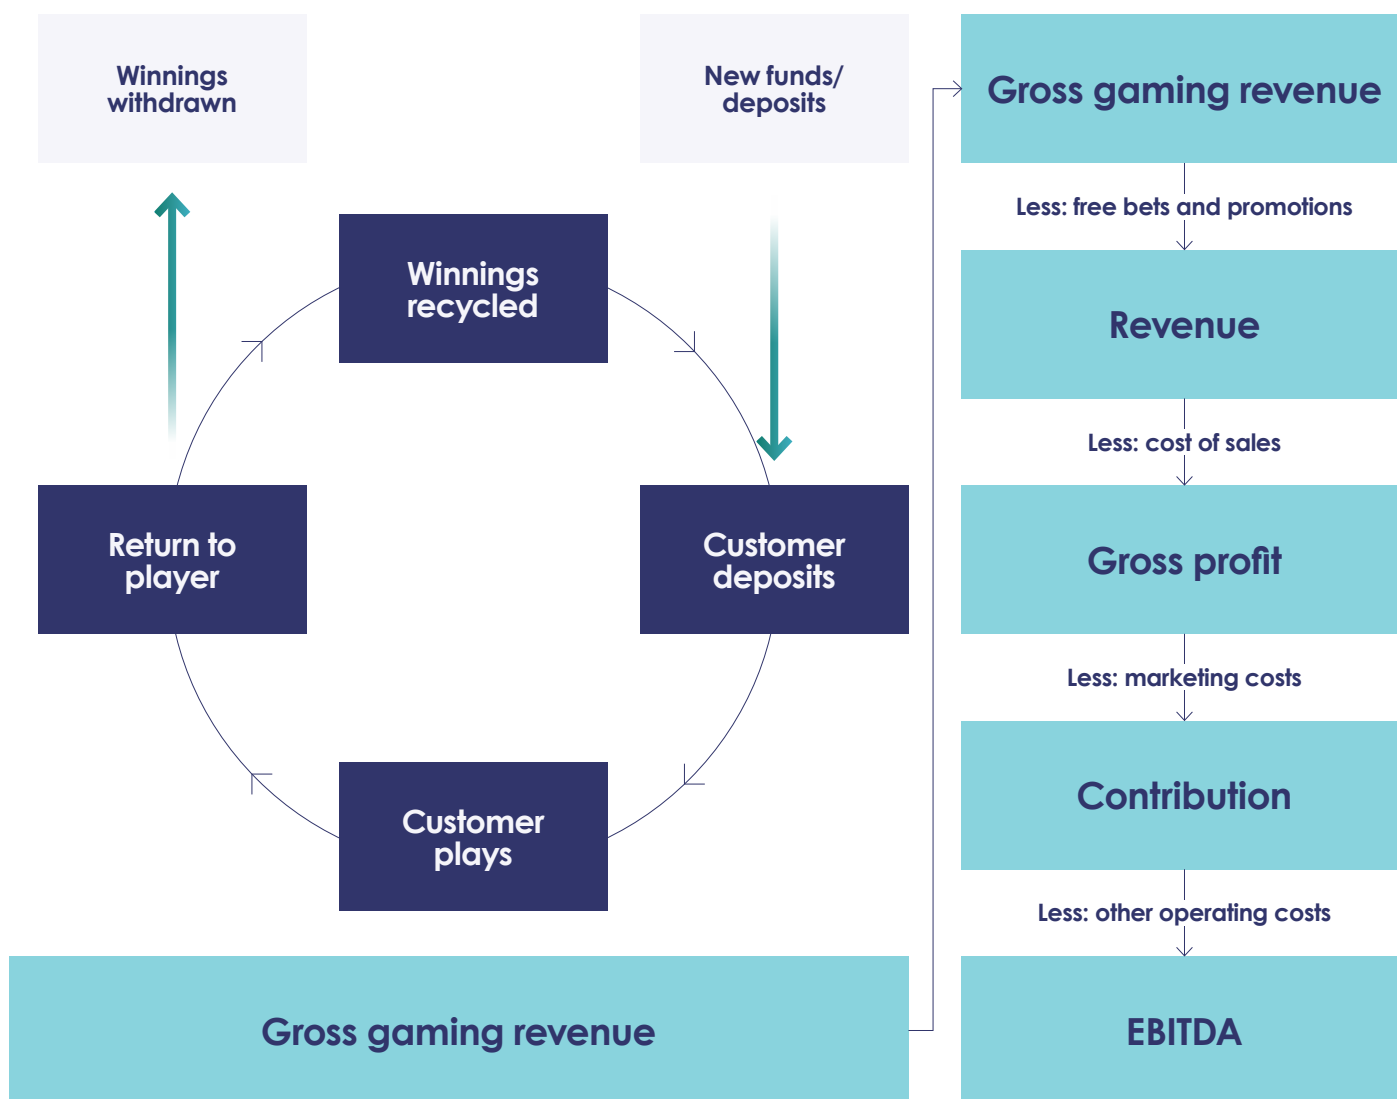 Winnings
withdrawn
New funds/
deposits
Winnings
recycled
Return to
player
Customer
deposits
Customer
plays
Gross gaming revenue
Gross gaming revenue
Less: free bets and promotions
Revenue
Less: cost of sales
Gross profit
Less: marketing costs
Contribution
Less: other operating costs
EBITDA